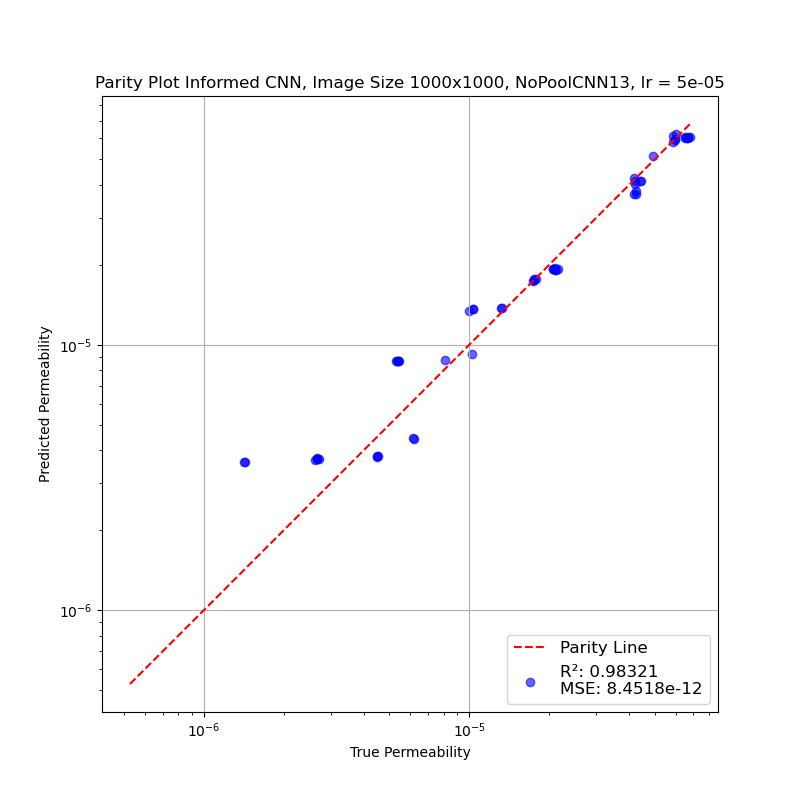 Parity Plot Informed CNN, Image Size 1000x1000, NoPoolCNN13, lr = 5e-05
Predicted Permeability
10⁻⁵
10⁻⁶
10⁻⁶
10⁻⁵
True Permeability
Parity Line
R²: 0.98321
MSE: 8.4518e-12